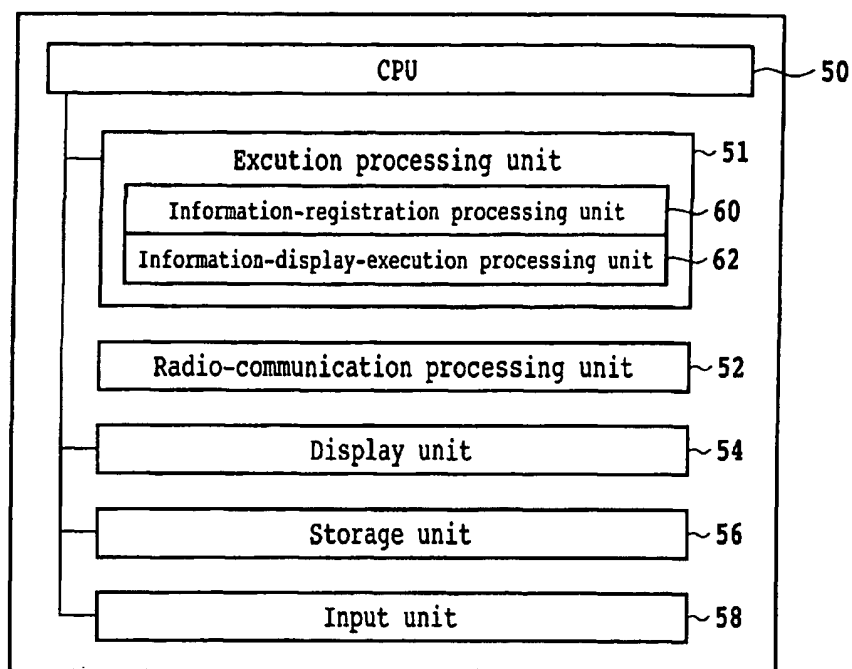 CPU
50
Excution processing unit
51
Information-registration processing unit
60
Information-display-execution processing unit
62
Radio-communication processing unit
52
Display unit
54
Storage unit
56
Input unit
58